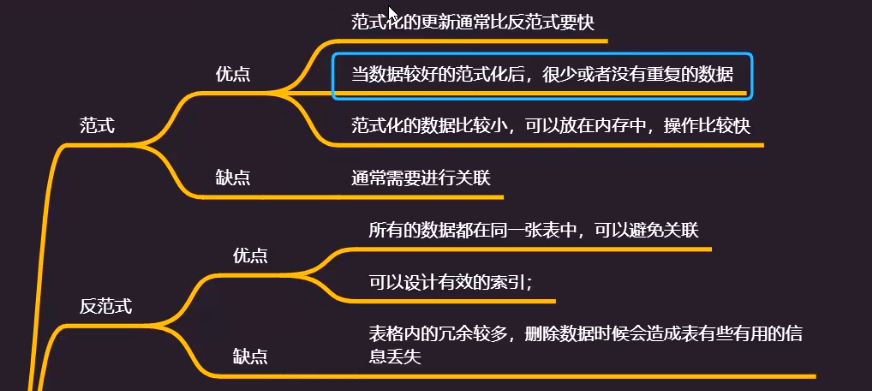 范式化的更新通常比反范式要快
优点
当数据较好的范式化后，很少或者没有重复的数据
范式
范式化的数据比较小，可以放在内存中，操作比较快
缺点
通常需要进行关联
所有的数据都在同一张表中，可以避免关联
优点
可以设计有效的索引；
反范式
表格内的冗余较多，删除数据时候会造成表有些有用的信
息丢失
缺点